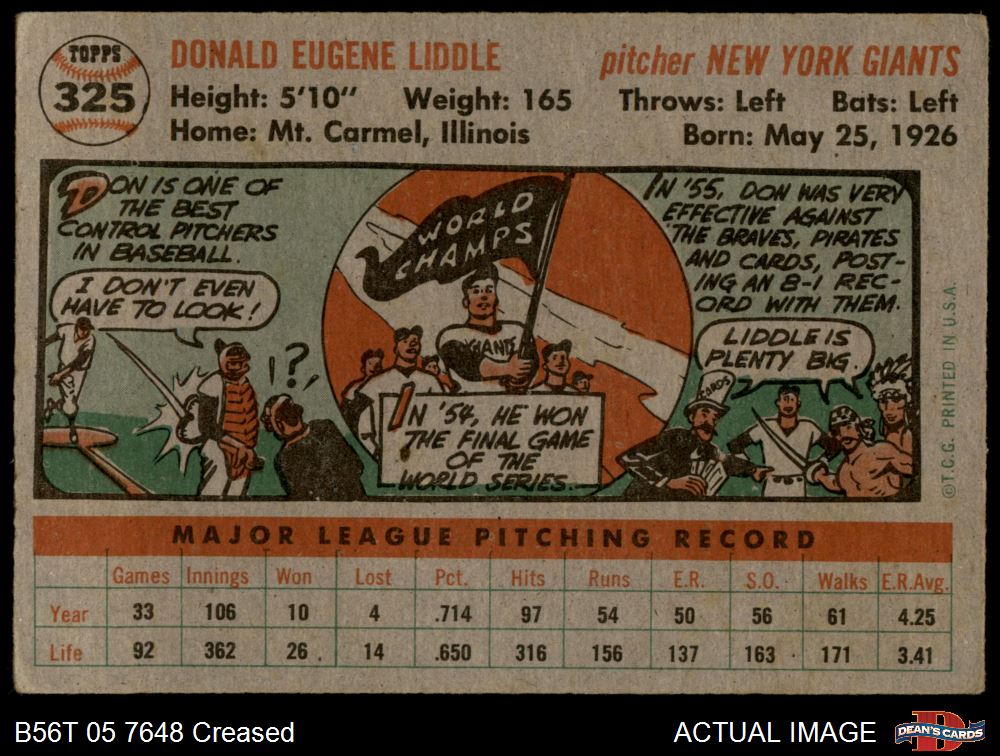 TOPPS
325
DONALD EUGENE LIDDLE
pitcher NEW YORK GIANTS
Height: 5'10" Weight: 165 Throws: Left Bats: Left
Home: Mt. Carmel, Illinois Born: May 25, 1926
DON IS ONE OF
THE BEST
CONTROL PITCHERS
IN BASEBALL.
I DON'T EVEN
HAVE TO LOOK!
!?
WORLD
CHAMPS
GIANTS
IN '54, HE WON
THE FINAL GAME
OF THE
WORLD SERIES.
IN '55, DON WAS VERY
EFFECTIVE AGAINST
THE BRAVES, PIRATES
AND CARDS, POST-
ING AN 8-1 REC-
ORD WITH THEM.
LIDDLE IS
PLENTY BIG.
CARDS
©T.C.G. PRINTED IN U.S.A.
MAJOR LEAGUE PITCHING RECORD
Games Innings Won Lost Pct. Hits Runs E.R. S.O. Walks E.R.Avg.
Year 33 106 10 4 .714 97 54 50 56 61 4.25
Life 92 362 26 14 .650 316 156 137 163 171 3.41
B56T 05 7648 Creased
ACTUAL IMAGE
D
DEAN'S CARDS